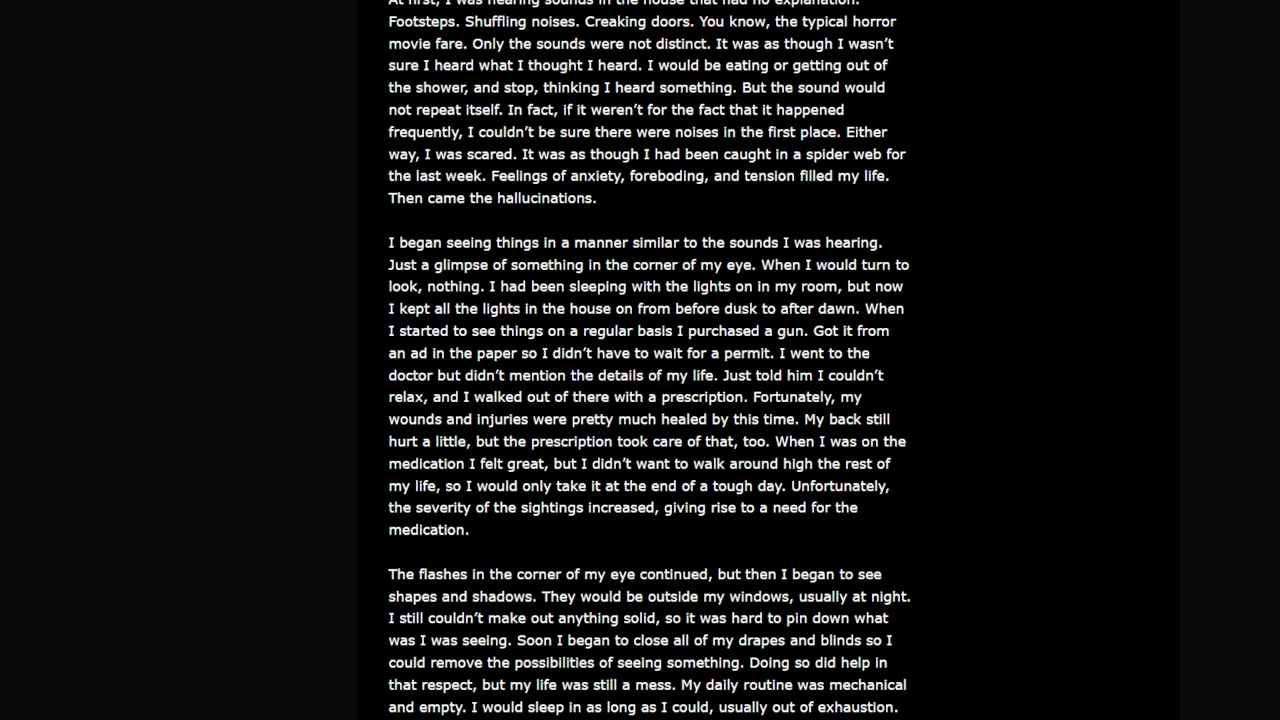 At first, I was hearing sounds in the house that had no explanation.
Footsteps. Shuffling noises. Creaking doors. You know, the typical horror
movie fare. Only the sounds were not distinct. It was as though I wasn’t
sure I heard what I thought I heard. I would be eating or getting out of
the shower, and stop, thinking I heard something. But the sound would
not repeat itself. In fact, if it weren’t for the fact that it happened
frequently, I couldn’t be sure there were noises in the first place. Either
way, I was scared. It was as though I had been caught in a spider web for
the last week. Feelings of anxiety, foreboding, and tension filled my life.
Then came the hallucinations.
I began seeing things in a manner similar to the sounds I was hearing.
Just a glimpse of something in the corner of my eye. When I would turn to
look, nothing. I had been sleeping with the lights on in my room, but now
I kept all the lights in the house on from before dusk to after dawn. When
I started to see things on a regular basis I purchased a gun. Got it from
an ad in the paper so I didn’t have to wait for a permit. I went to the
doctor but didn’t mention the details of my life. Just told him I couldn’t
relax, and I walked out of there with a prescription. Fortunately, my
wounds and injuries were pretty much healed by this time. My back still
hurt a little, but the prescription took care of that, too. When I was on the
medication I felt great, but I didn’t want to walk around high the rest of
my life, so I would only take it at the end of a tough day. Unfortunately,
the severity of the sightings increased, giving rise to a need for the
medication.
The flashes in the corner of my eye continued, but then I began to see
shapes and shadows. They would be outside my windows, usually at night.
I still couldn’t make out anything solid, so it was hard to pin down what
was I was seeing. Soon I began to close all of my drapes and blinds so I
could remove the possibilities of seeing something. Doing so did help in
that respect, but my life was still a mess. My daily routine was mechanical
and empty. I would sleep in as long as I could, usually out of exhaustion.